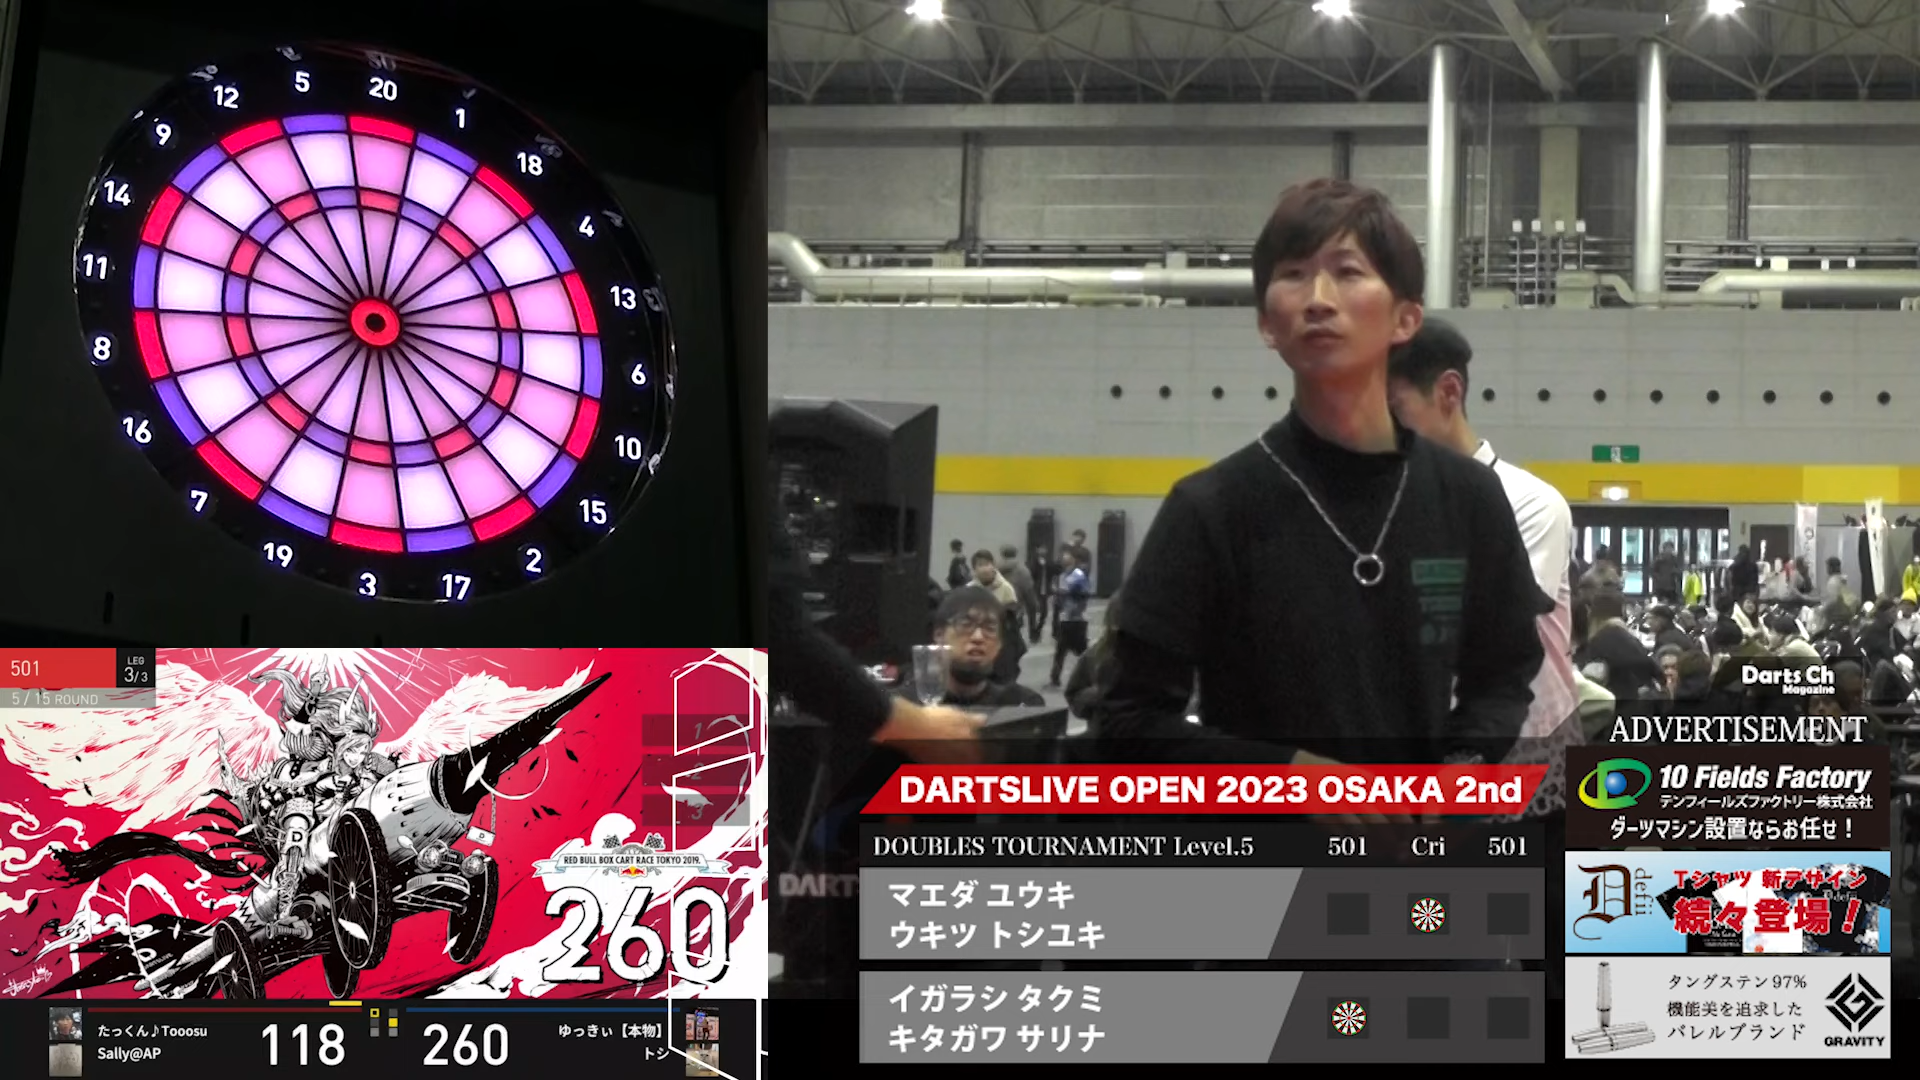 20
1
18
4
13
6
10
15
2
17
3
19
7
16
8
11
14
9
12
5
501
LEG
3/3
5 / 15 ROUND
1
2
3
RED BULL BOX CART RACE TOKYO 2019.
260
たっくん♪Tooosu
Sally@AP
118
260
ゆっきぃ【本物】
トシ
Darts Ch
Magazine
ADVERTISEMENT
10 Fields Factory
テンフィールズファクトリー株式会社
ダーツマシン設置ならお任せ！
DARTSLIVE OPEN 2023 OSAKA 2nd
DOUBLES TOURNAMENT Level.5 501 Cri 501
マエダ ユウキ
ウキツ トシユキ
イガラシ タクミ
キタガワ サリナ
D defii
Tシャツ 新デザイン
続々登場！
タングステン97%
機能美を追求した
バレルブランド
GRAVITY